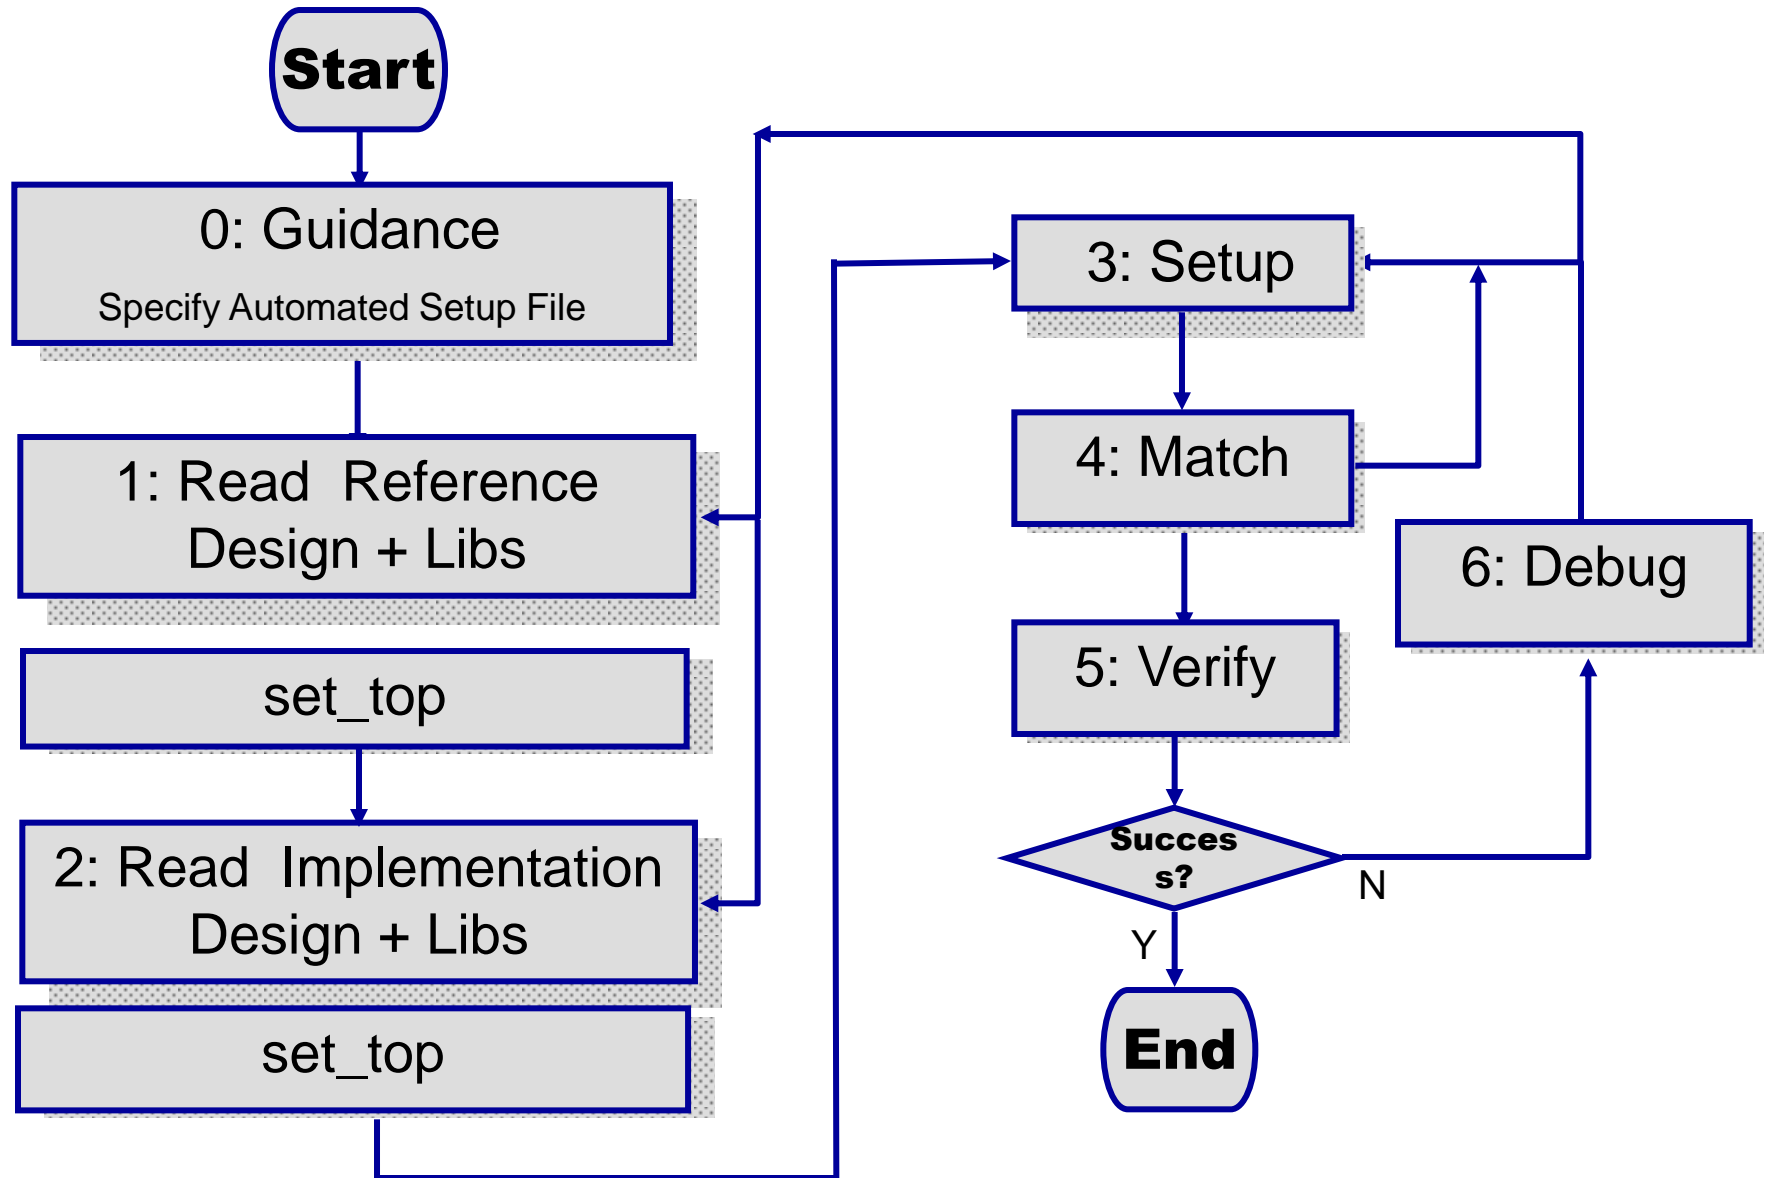 Start
0: Guidance
Specify Automated Setup File
1: Read Reference
Design + Libs
set_top
2: Read Implementation
Design + Libs
set_top
3: Setup
4: Match
5: Verify
6: Debug
Succes
s?
N
Y
End